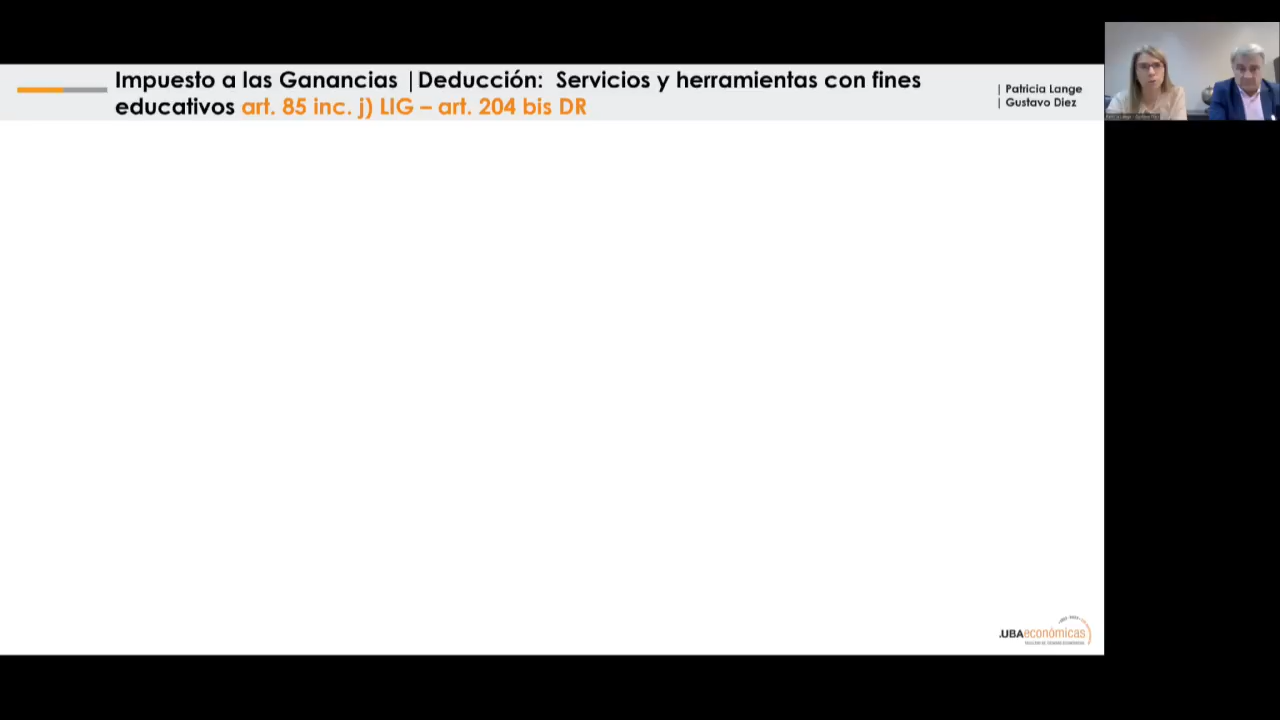 Impuesto a las Ganancias |Deducción:  Servicios y herramientas con fines
educativos art. 85 inc. j) LIG – art. 204 bis DR
| Patricia Lange
| Gustavo Diez
.UBAeconómicas